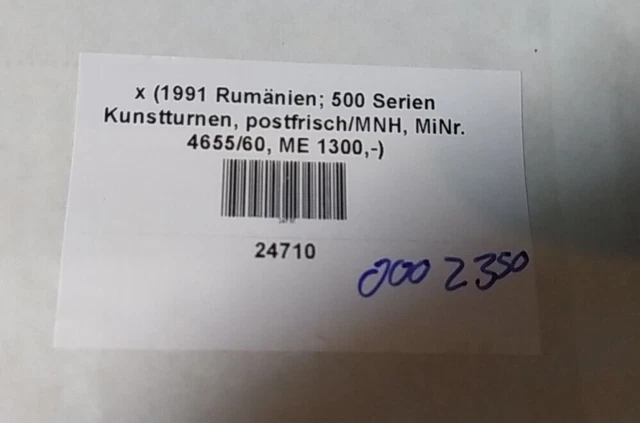 x (1991 Rumänien; 500 Serien
Kunstturnen, postfrisch/MNH, MiNr.
4655/60, ME 1300,-)
24710
0002350